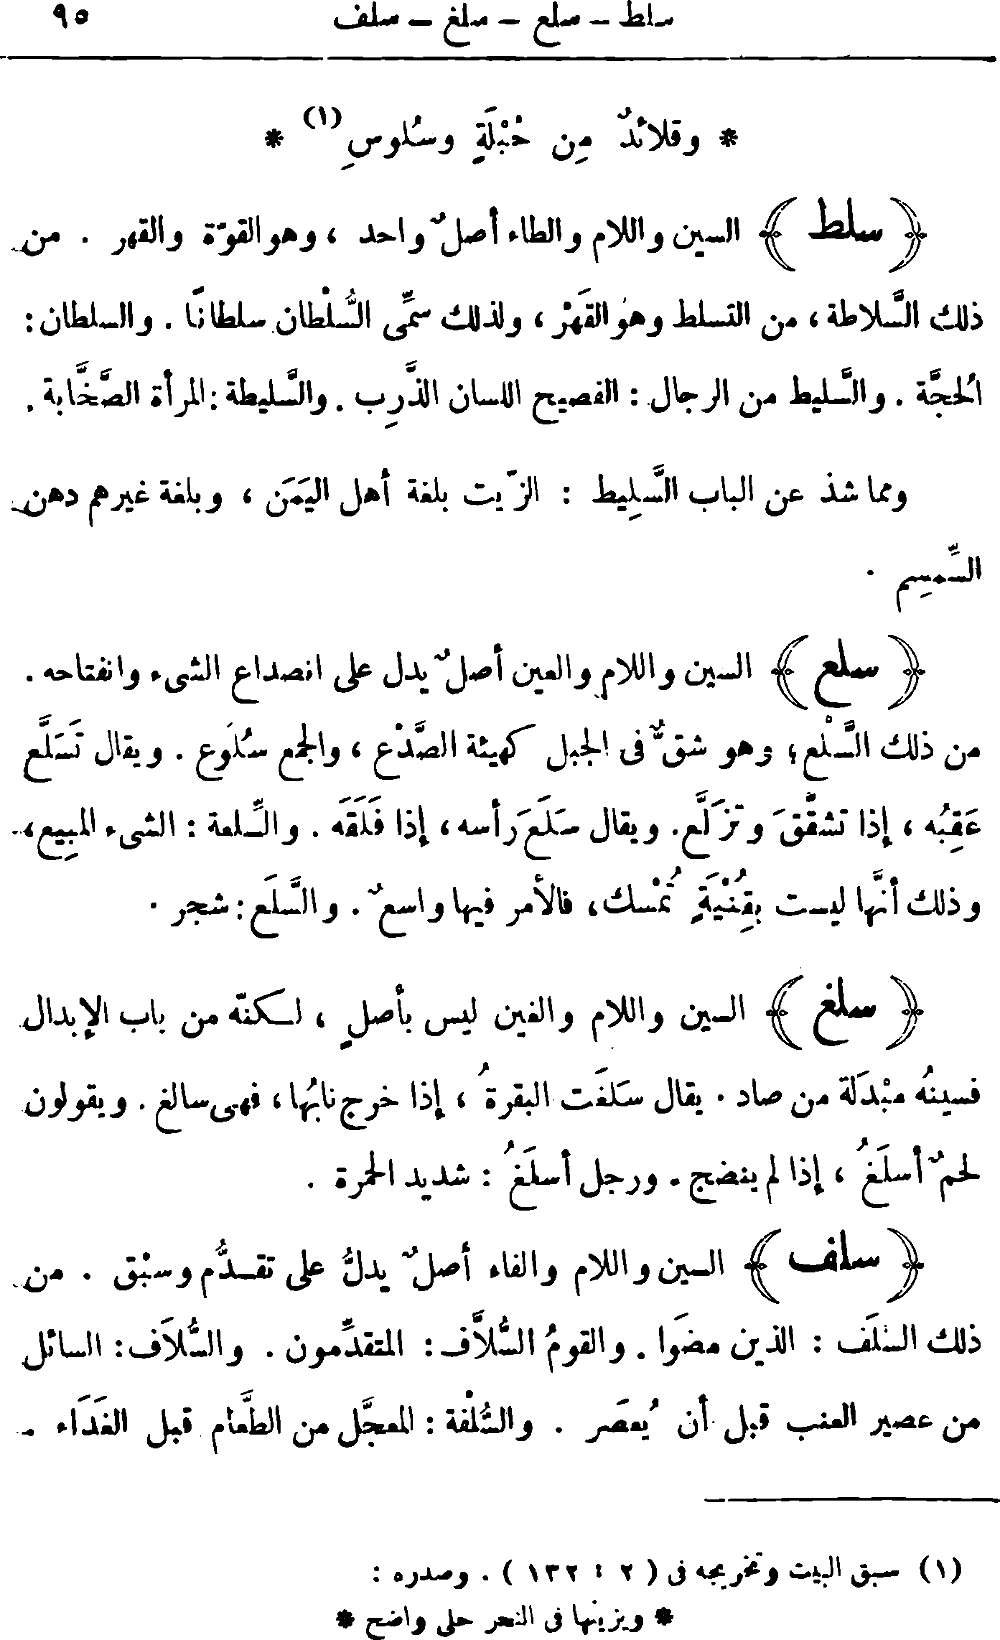 سلط – سلع – سلغ – سلف ٩٥
* وقلائدٌ مِن حُبْلَةٍ وسُلوسِ (١) *
﴿ سلط ﴾ السين واللام والطاء أصلٌ واحد ، وهو القوّة والقهر . من
ذلك السَّلاطة ، من التسلط وهو القَهْر ، ولذلك سمِّى السُّلْطان سلطانًا . والسلطان :
الحُجَّة . والسَّليط من الرجال : الفصيح اللسان الذَّرِب . والسَّليطة : المرأة الصَّخَّابة .
ومما شذ عن الباب السَّلِيط : الزّيت بلغة أهل اليَمَن ، وبلغة غيرهم دهن
السِّمسِم .
﴿ سلع ﴾ السين واللام والعين أصلٌ يدل على انصداع الشىء وانفتاحه .
من ذلك السَّلْع ؛ وهو شقٌّ فى الجبل كهيئة الصَّدْع ، والجمع سُلُوع . ويقال تَسَلَّع
عَقِبُه ، إذا تشقَّقَ وتزَلَّع . ويقال سَلَعَ رأسه ، إذا فَلَقَه . والسِّلعة : الشىء المبِيع ،
وذلك أنَّها ليست بقِنْيَةٍ تُمْسك ، فالأمر فيها واسعٌ . والسَّلَع : شجر .
﴿ سلغ ﴾ السين واللام والغين ليس بأصلٍ ، لكنّه من باب الإبدال
فسينُه مبْدَلة من صاد . يقال سَلَغَت البقرةُ ، إذا خرج نابُها ، فهى سالغ . ويقولون
لحمٌ أسلَغُ ، إذا لم ينضج . ورجل أسلَغُ : شديد الحمرة .
﴿ سلف ﴾ السين واللام والفاء أصلٌ يدلُّ على تقدُّم وسبْق . من
ذلك السَّلَف : الذين مضَوا . والقومُ السُّلاَّف : المتقدِّمون . والسُّلاَف : السائل
من عصير العنب قبل أن يُعصَر . والسُّلْفة : المعجَّل من الطَّعام قبل الغَدَاء .
(١) سبق البيت وتخريجه فى ( ٢ : ١٣٢ ) . وصدره :
* ويزينها فى النحر حلى واضح *